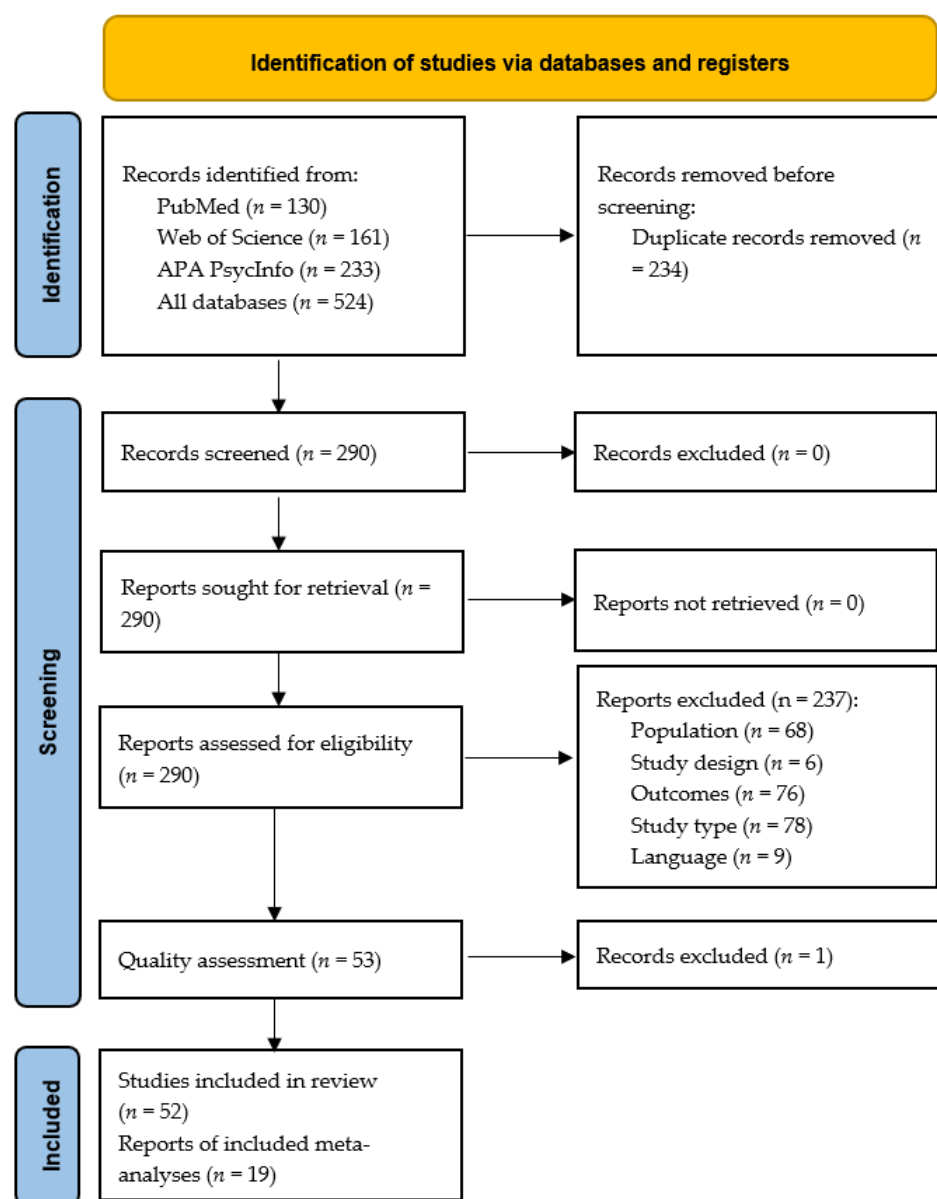 Identification of studies via databases and registers
Identification
Records identified from:
PubMed (n = 130)
Web of Science (n = 161)
APA PsycInfo (n = 233)
All databases (n = 524)
Records removed before
screening:
Duplicate records removed (n
= 234)
Screening
Records screened (n = 290)
Records excluded (n = 0)
Reports sought for retrieval (n =
290)
Reports not retrieved (n = 0)
Reports assessed for eligibility
(n = 290)
Reports excluded (n = 237):
Population (n = 68)
Study design (n = 6)
Outcomes (n = 76)
Study type (n = 78)
Language (n = 9)
Quality assessment (n = 53)
Records excluded (n = 1)
Included
Studies included in review
(n = 52)
Reports of included meta-
analyses (n = 19)